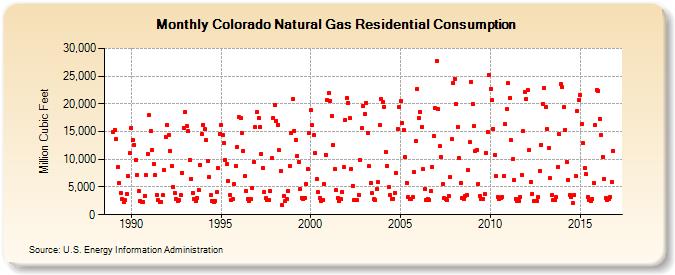 Monthly Colorado Natural Gas Residential Consumption
Million Cubic Feet
30,000
25,000
20,000
15,000
10,000
5,000
0
1990 1995 2000 2005 2010 2015
Source: U.S. Energy Information Administration